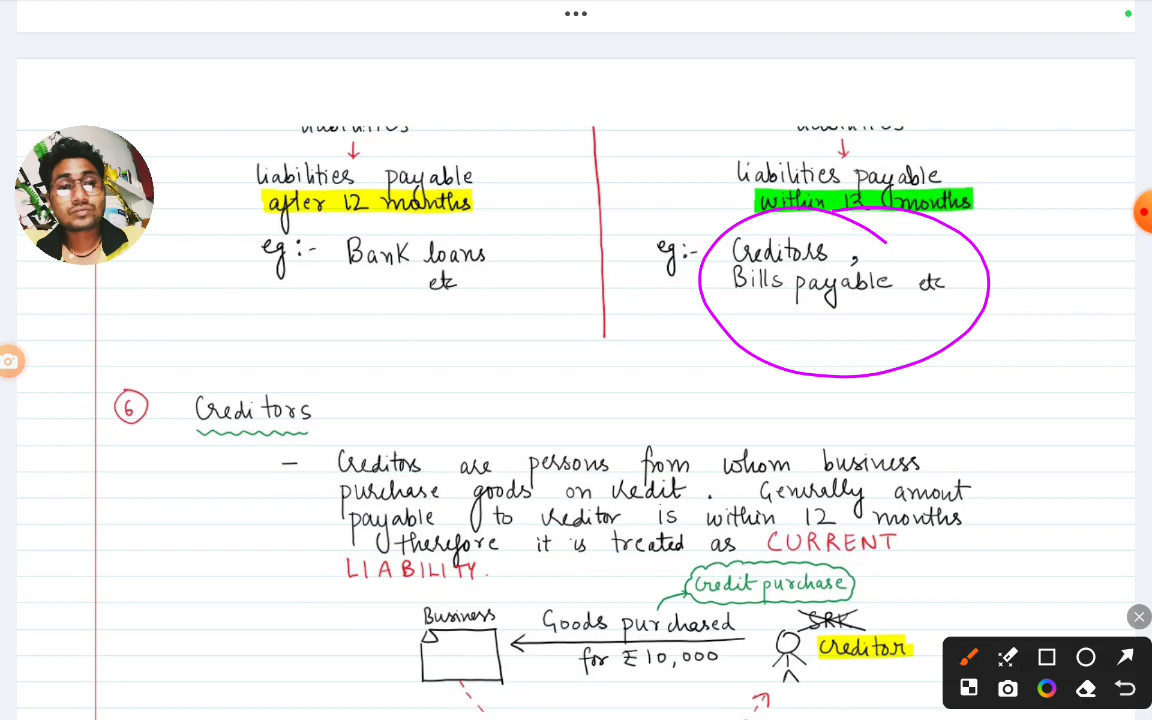 liabilities payable
after 12 months
eg:- Bank loans
etc
liabilities payable
within 12 months
eg:- Creditors,
Bills payable etc
6 Creditors
- Creditors are persons from whom business
purchase goods on credit. Generally amount
payable to creditor is within 12 months
therefore it is treated as CURRENT
LIABILITY.
Credit purchase
Business
Goods purchased
for ₹10,000
SRK
creditor